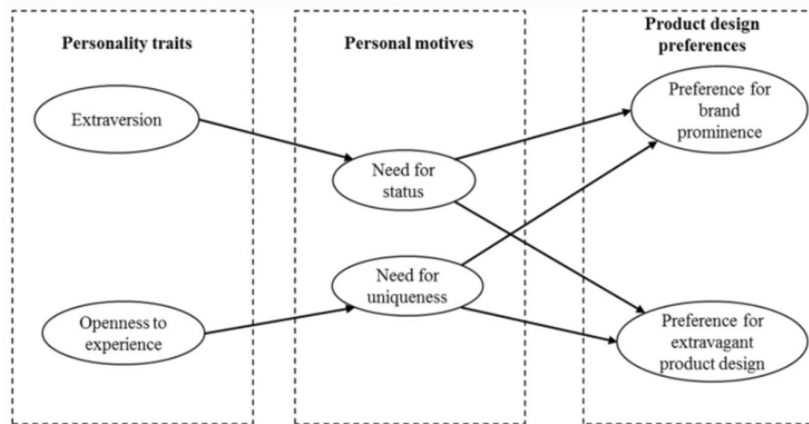 Personality traits
Extraversion
Openness to
experience
Personal motives
Need for
status
Need for
uniqueness
Product design
preferences
Preference for
brand
prominence
Preference for
extravagant
product design